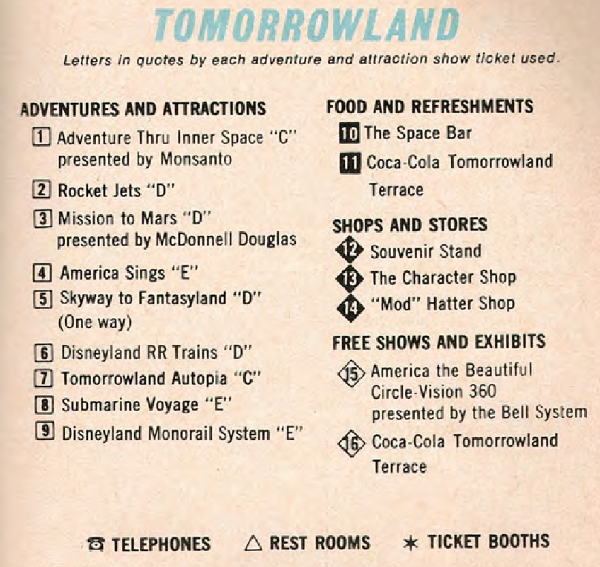 TOMORROWLAND
Letters in quotes by each adventure and attraction show ticket used.
ADVENTURES AND ATTRACTIONS
1 Adventure Thru Inner Space "C"
presented by Monsanto
2 Rocket Jets "D"
3 Mission to Mars "D"
presented by McDonnell Douglas
4 America Sings "E"
5 Skyway to Fantasyland "D"
(One way)
6 Disneyland RR Trains "D"
7 Tomorrowland Autopia "C"
8 Submarine Voyage "E"
9 Disneyland Monorail System "E"
FOOD AND REFRESHMENTS
10 The Space Bar
11 Coca-Cola Tomorrowland
Terrace
SHOPS AND STORES
12 Souvenir Stand
13 The Character Shop
14 "Mod" Hatter Shop
FREE SHOWS AND EXHIBITS
15 America the Beautiful
Circle-Vision 360
presented by the Bell System
16 Coca-Cola Tomorrowland
Terrace
TELEPHONES REST ROOMS TICKET BOOTHS